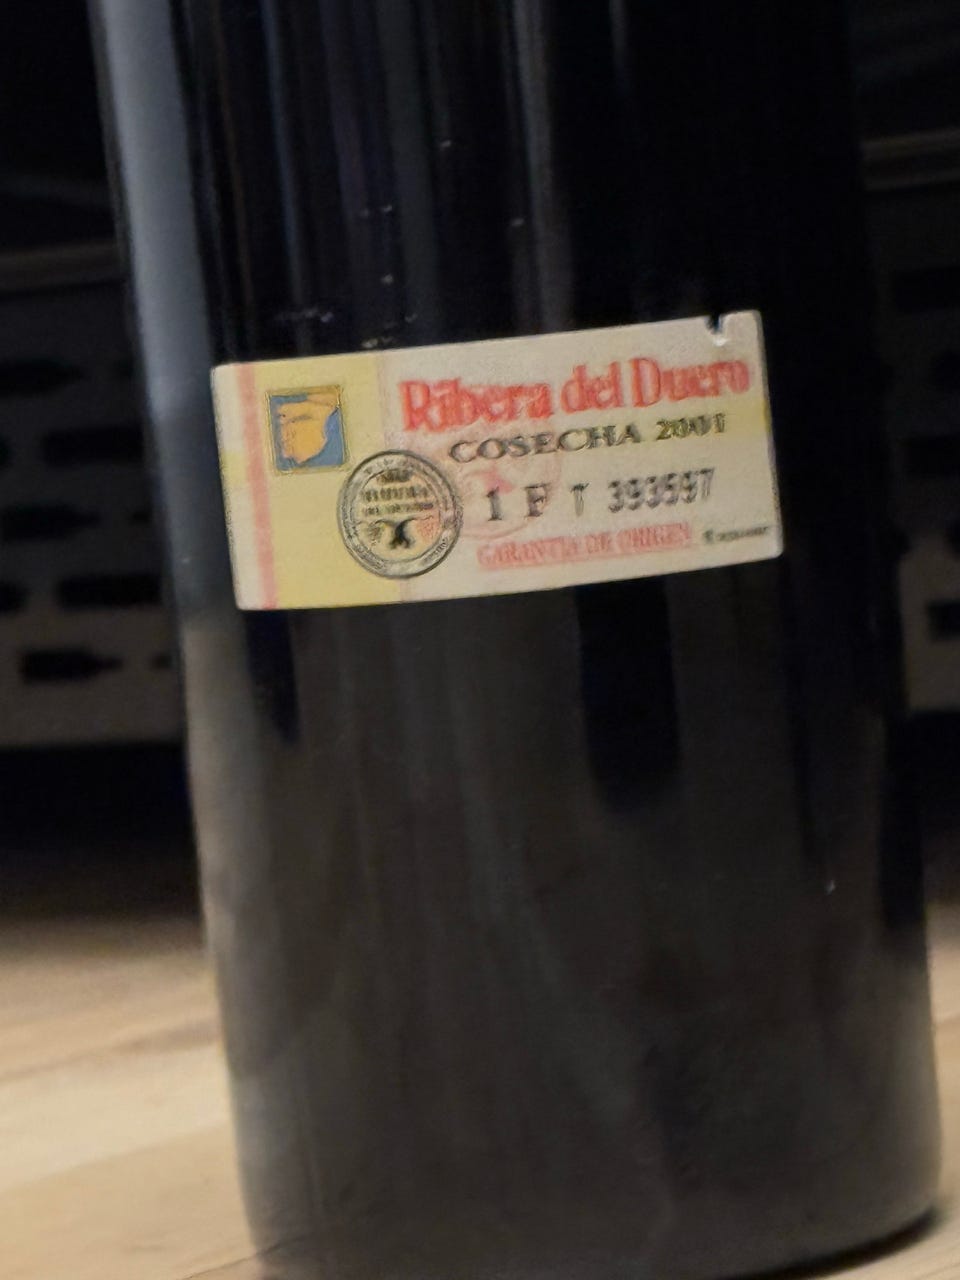 Ribera del Duero
COSECHA 2001
1 F T 393597
GARANTIA DE ORIGEN